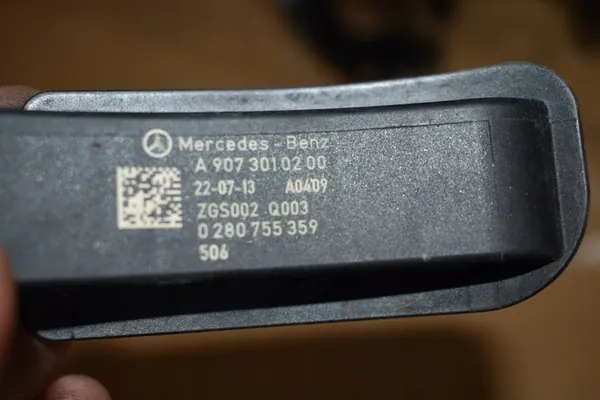 Mercedes-Benz
A 907 301 02 00
22-07-13 A0409
ZGS002 Q003
0 280 755 359
506